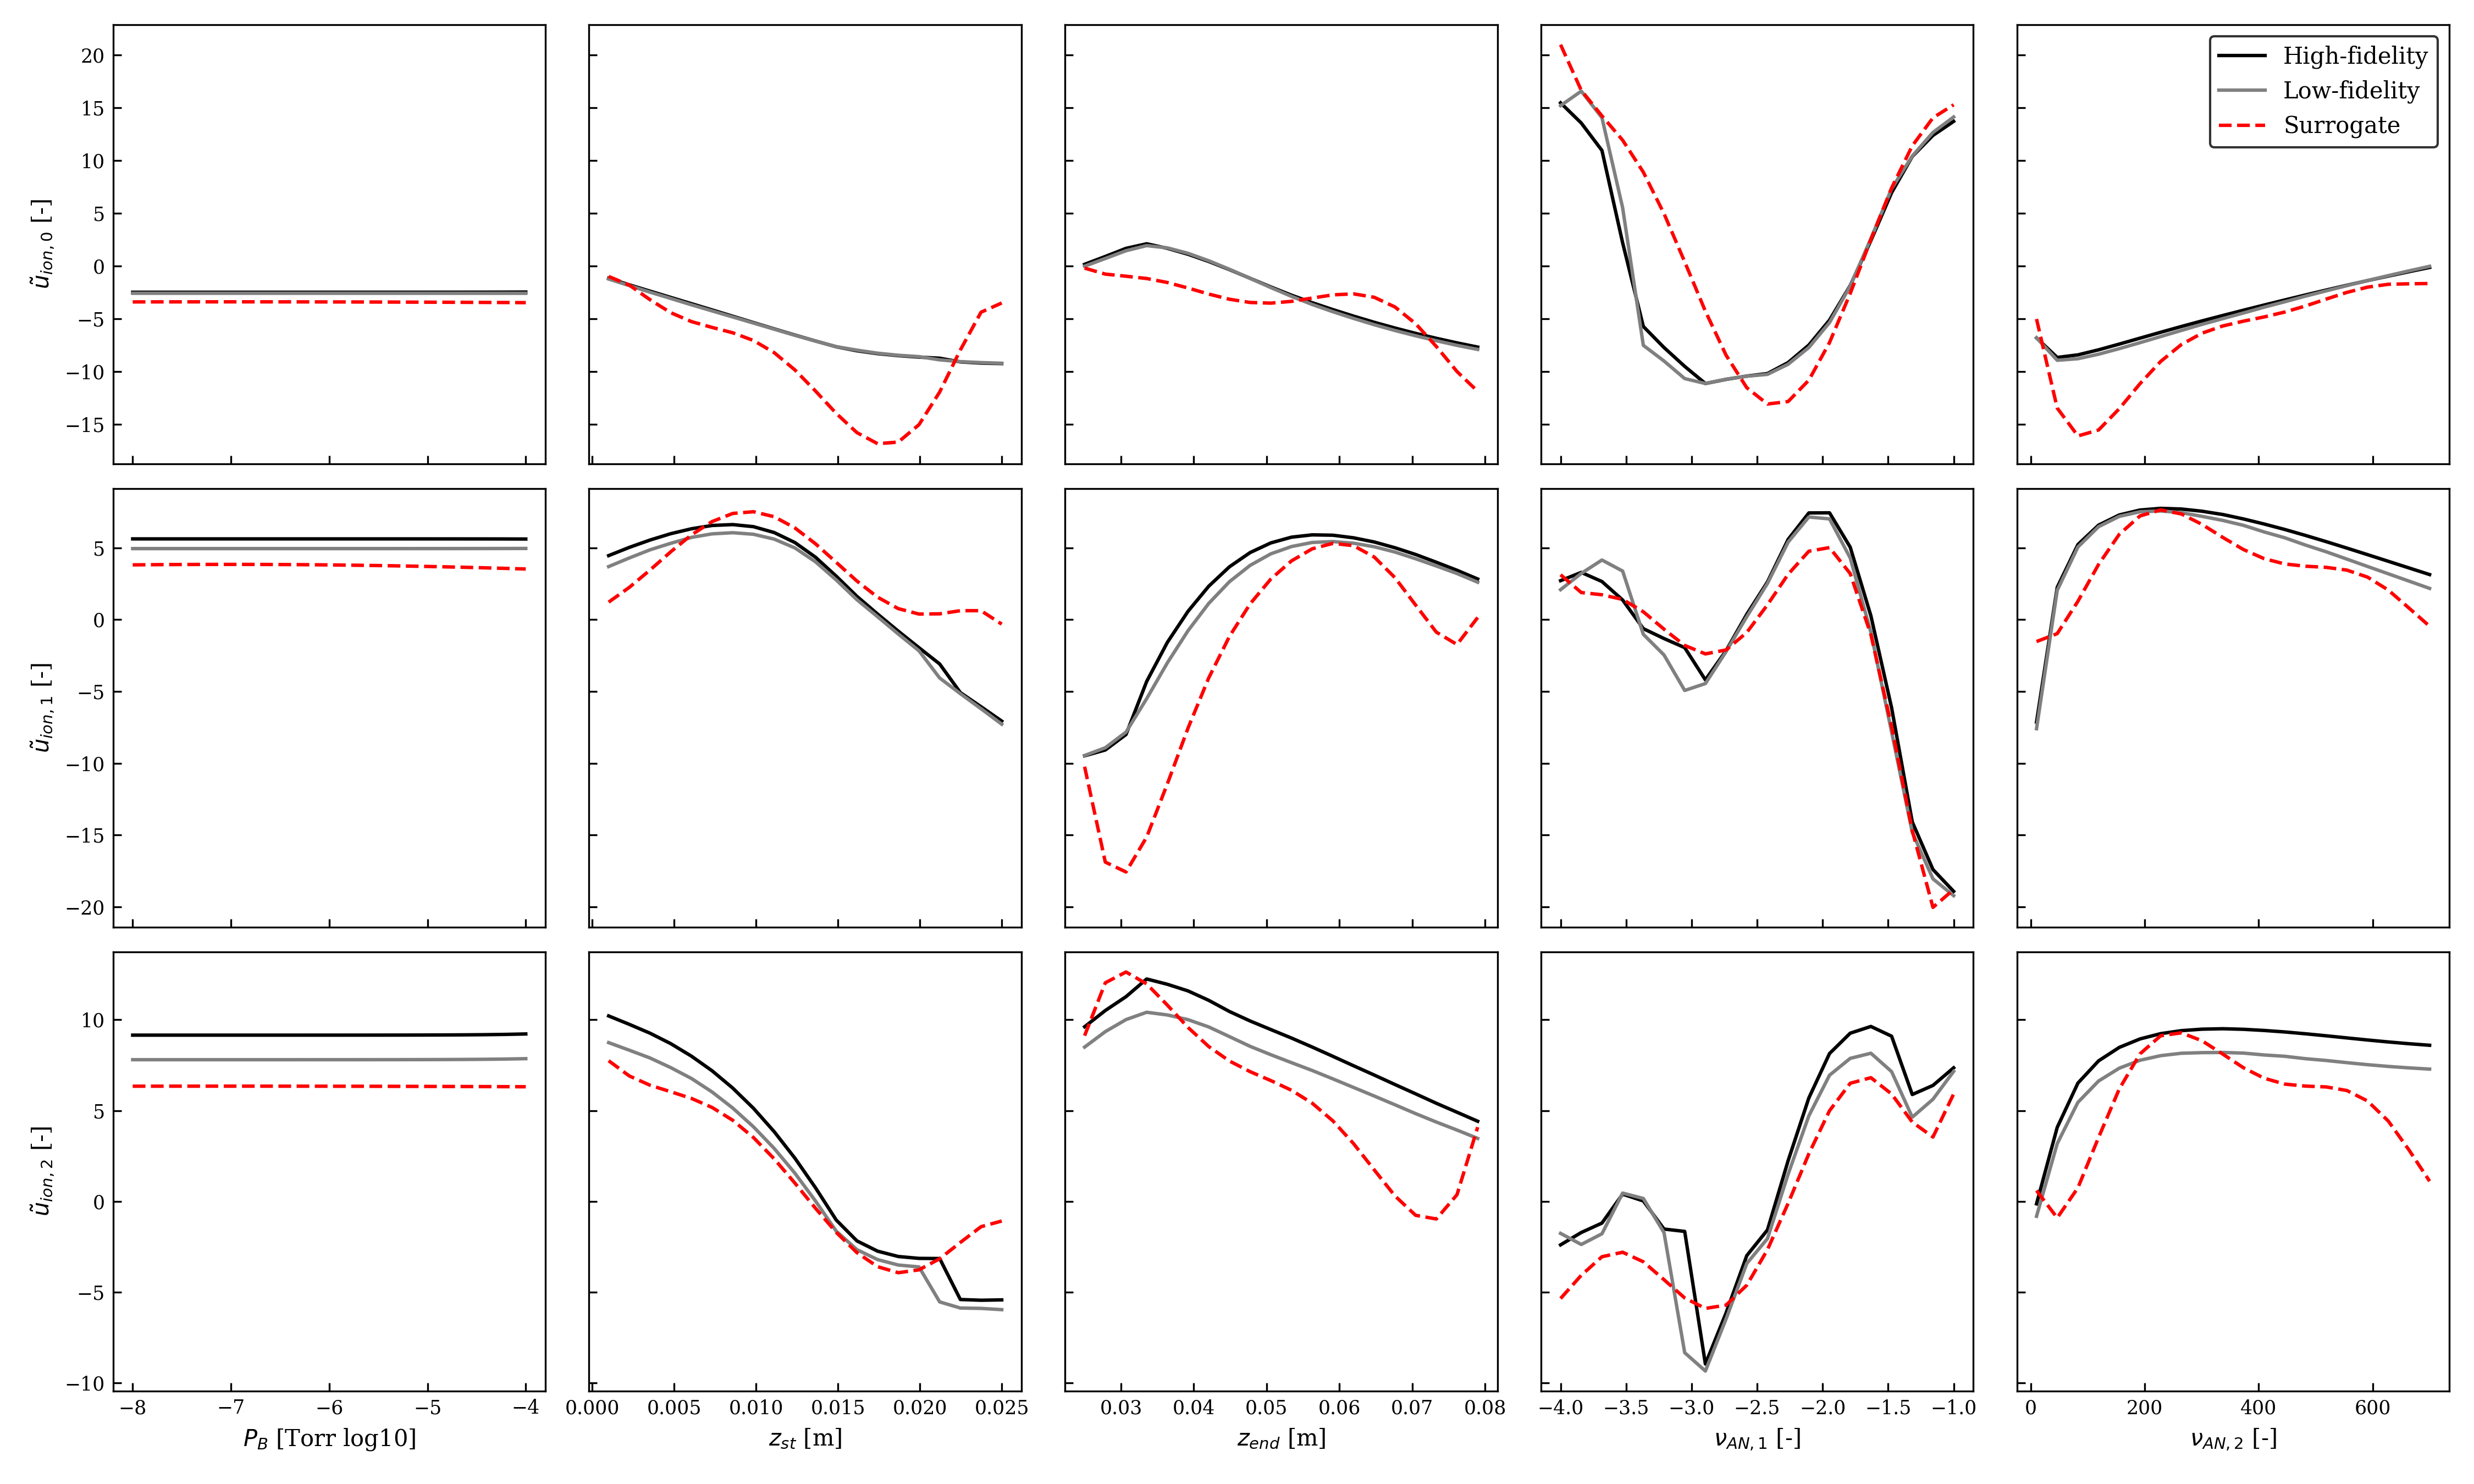 20
15
10
5
0
−5
−10
−15
ũ_{ion, 0} [-]
High-fidelity
Low-fidelity
Surrogate
5
0
−5
−10
−15
−20
ũ_{ion, 1} [-]
10
5
0
−5
−10
ũ_{ion, 2} [-]
−8 −7 −6 −5 −4
0.000 0.005 0.010 0.015 0.020 0.025
0.03 0.04 0.05 0.06 0.07 0.08
−4.0 −3.5 −3.0 −2.5 −2.0 −1.5 −1.0
0 200 400 600
P_B [Torr log10]
z_{st} [m]
z_{end} [m]
ν_{AN, 1} [-]
ν_{AN, 2} [-]